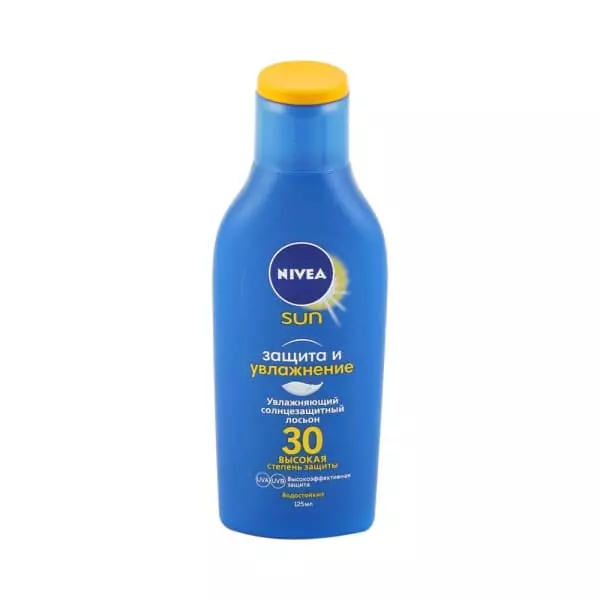 NIVEA
sun
защита и
увлажнение
Увлажняющий
солнцезащитный
лосьон
30
ВЫСОКАЯ
степень защиты
UVA UVB Высокоэффективная
защита
Водостойкий
125мл